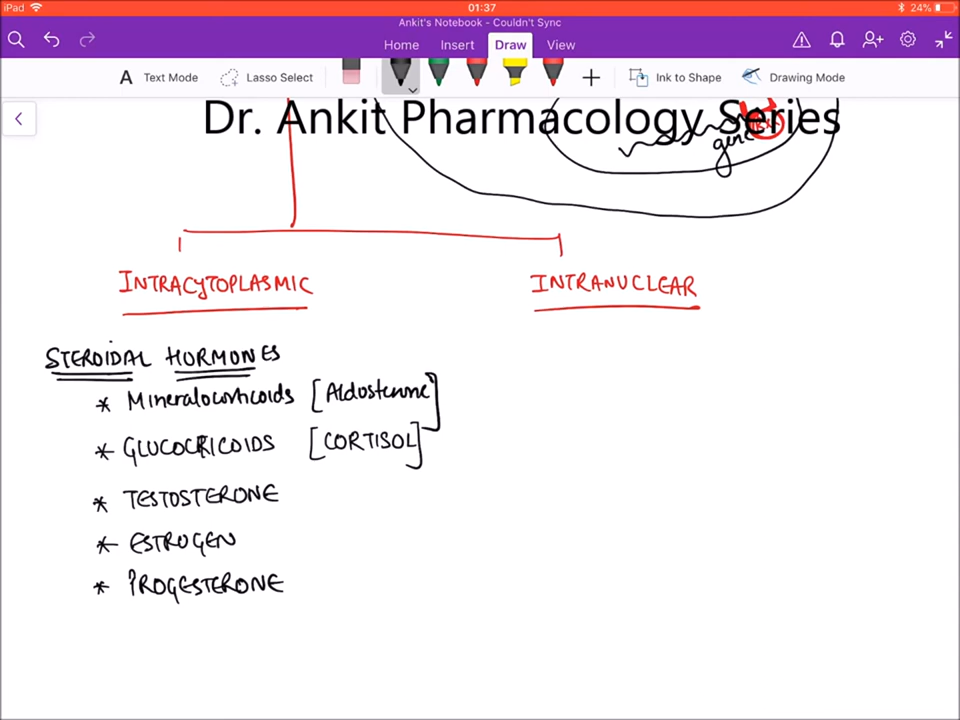 iPad 01:37 24%
Ankit's Notebook - Couldn't Sync
Home Insert Draw View
A Text Mode Lasso Select Ink to Shape Drawing Mode
Dr. Ankit Pharmacology Series
gene
INTRACYTOPLASMIC INTRANUCLEAR
STEROIDAL HORMONES
* Mineralocorticoids [Aldosterone]
* GLUCOCRICOIDS [CORTISOL]
* TESTOSTERONE
* ESTROGEN
* PROGESTERONE